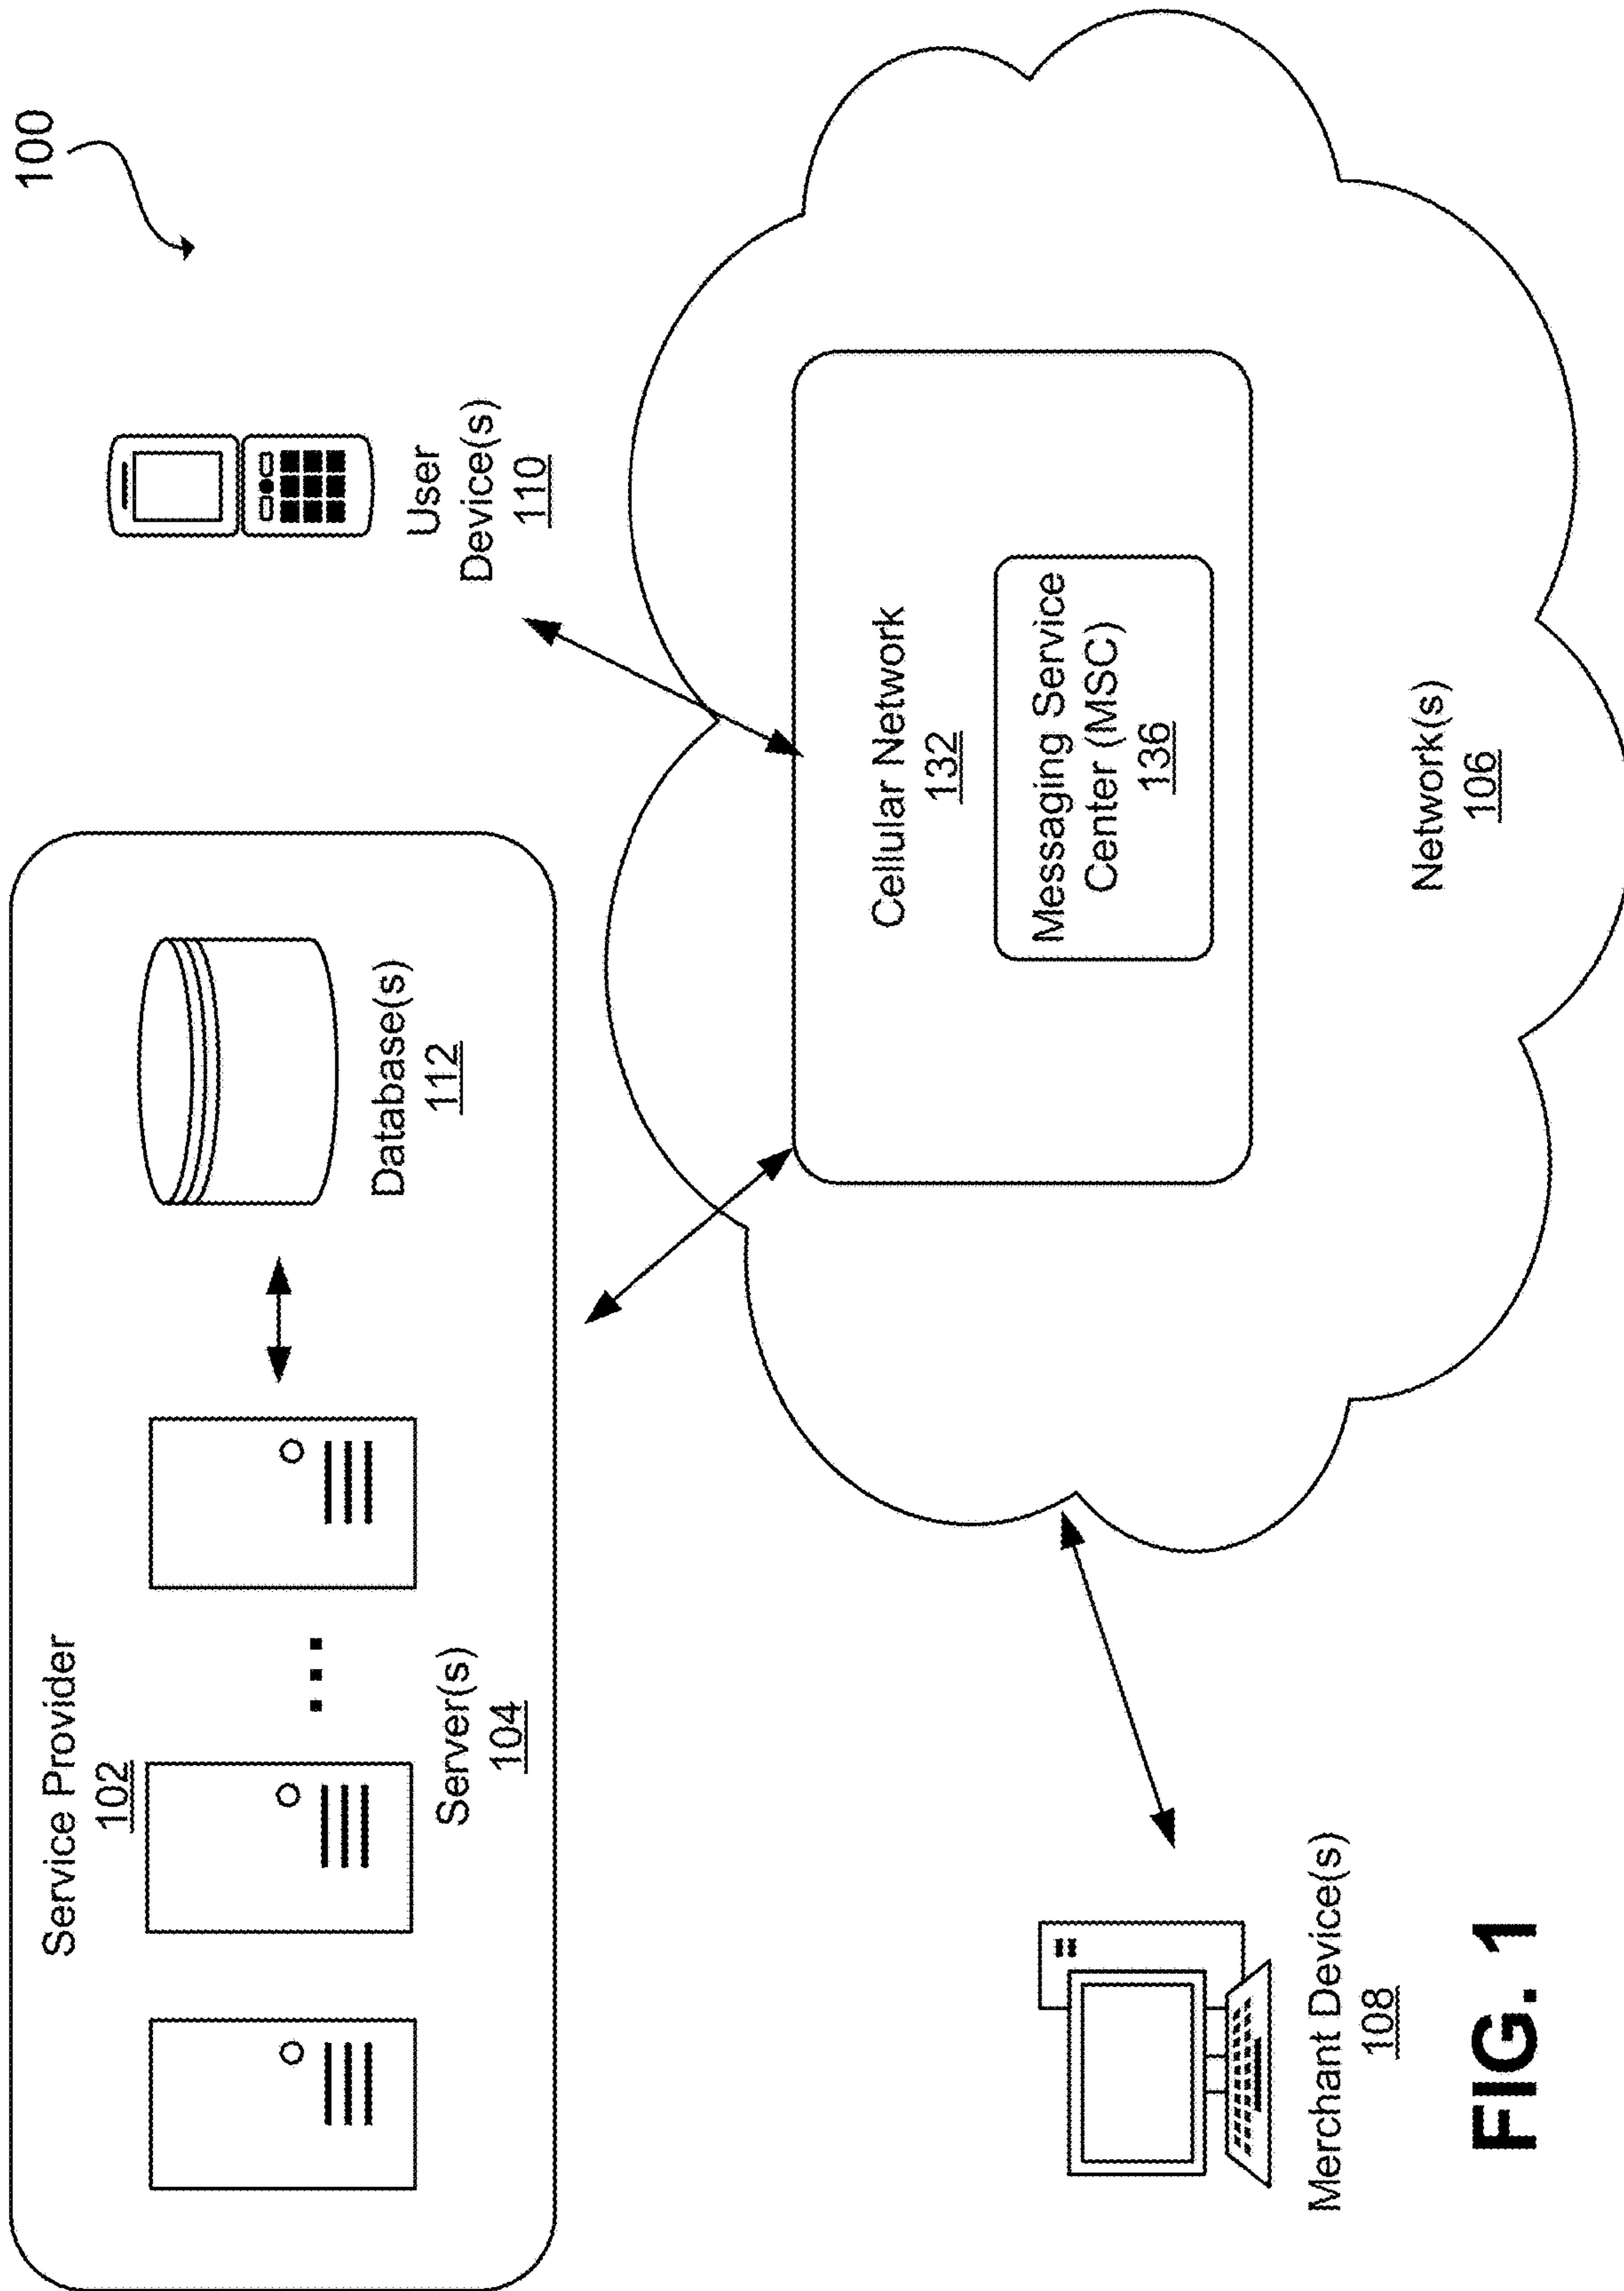 100
Service Provider
102
Server(s)
104
Database(s)
112
User
Device(s)
110
Cellular Network
132
Messaging Service
Center (MSC)
136
Network(s)
106
Merchant Device(s)
108
FIG. 1